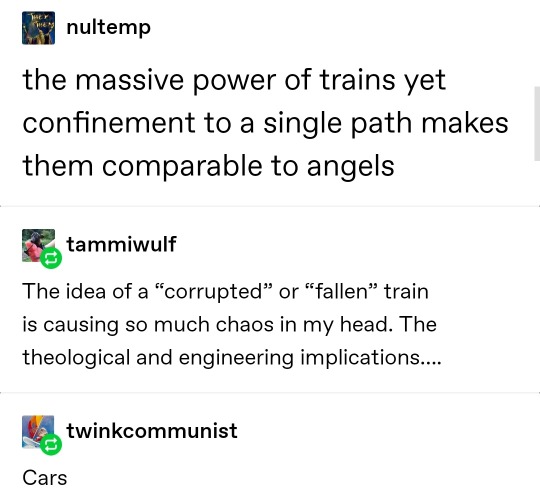 nultemp
the massive power of trains yet
confinement to a single path makes
them comparable to angels
tammiwulf
The idea of a “corrupted” or “fallen” train
is causing so much chaos in my head. The
theological and engineering implications....
twinkcommunist
Cars